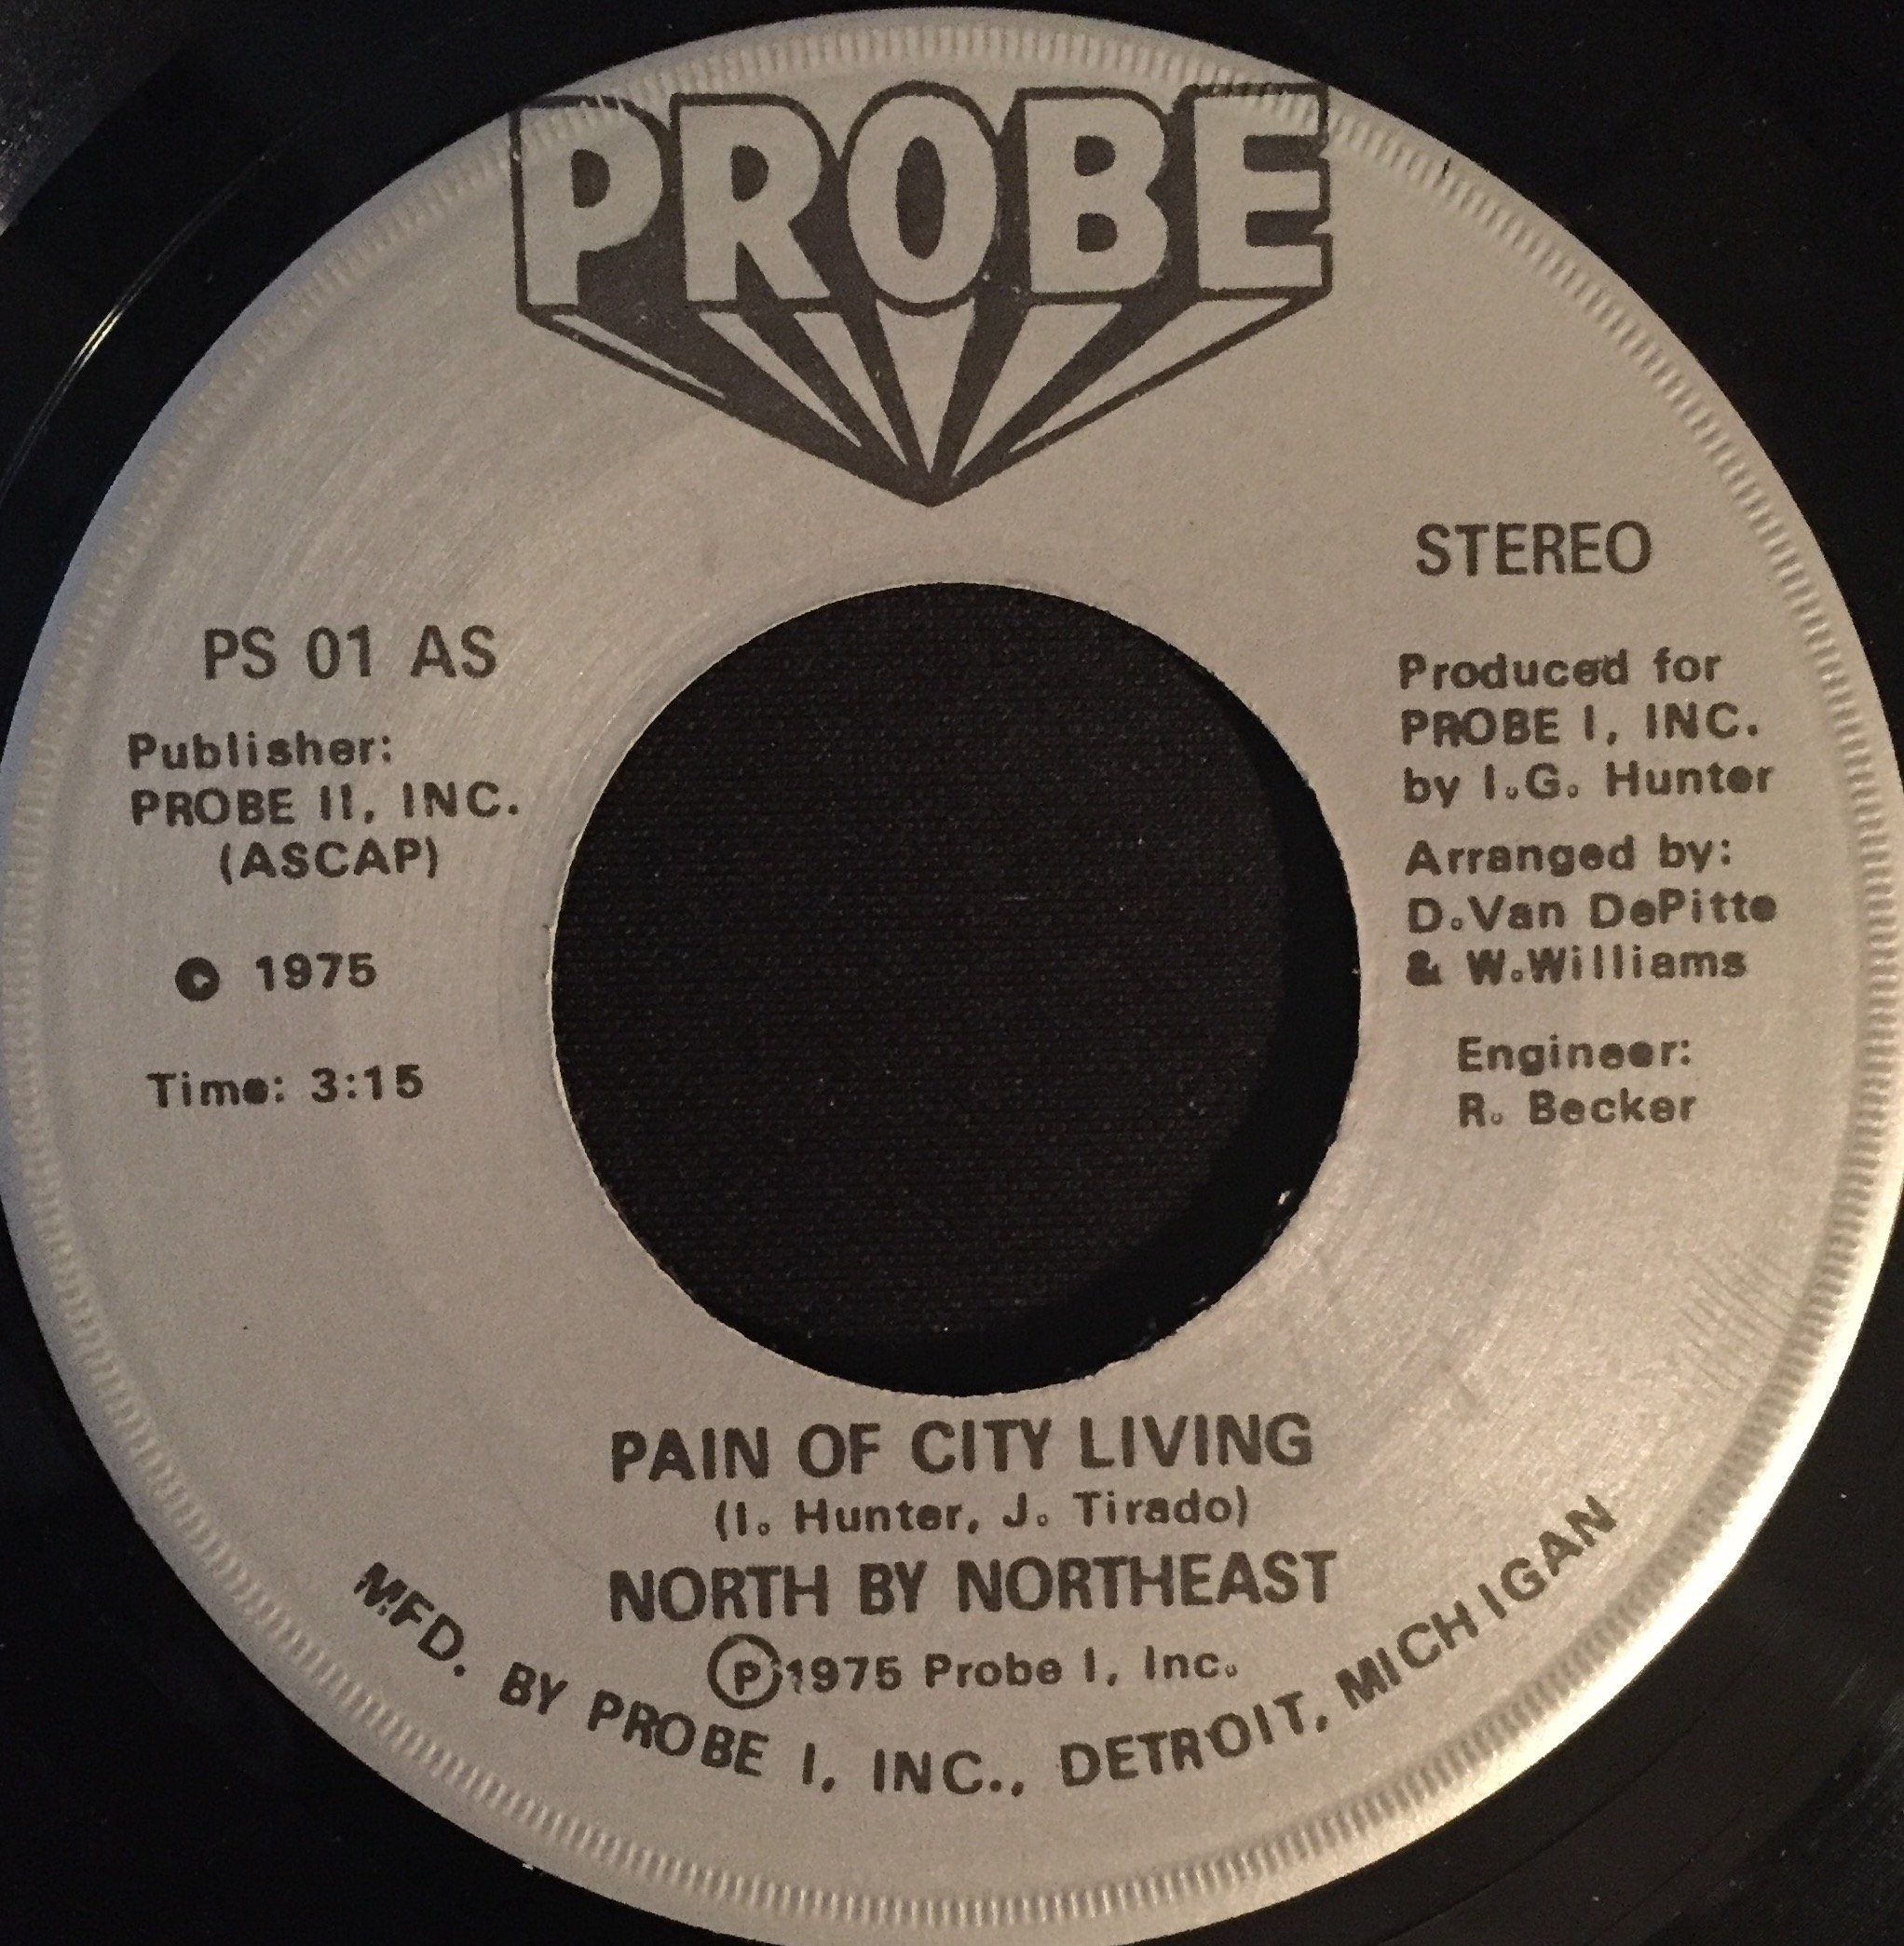 PROBE
STEREO
PS 01 AS
Publisher:
PROBE II, INC.
(ASCAP)
© 1975
Time: 3:15
Produced for
PROBE I, INC.
by I.G. Hunter
Arranged by:
D.Van DePitte
& W.Williams
Engineer:
R. Becker
PAIN OF CITY LIVING
(I. Hunter, J. Tirado)
NORTH BY NORTHEAST
℗1975 Probe I, Inc.
MFD. BY PROBE I, INC., DETROIT, MICHIGAN